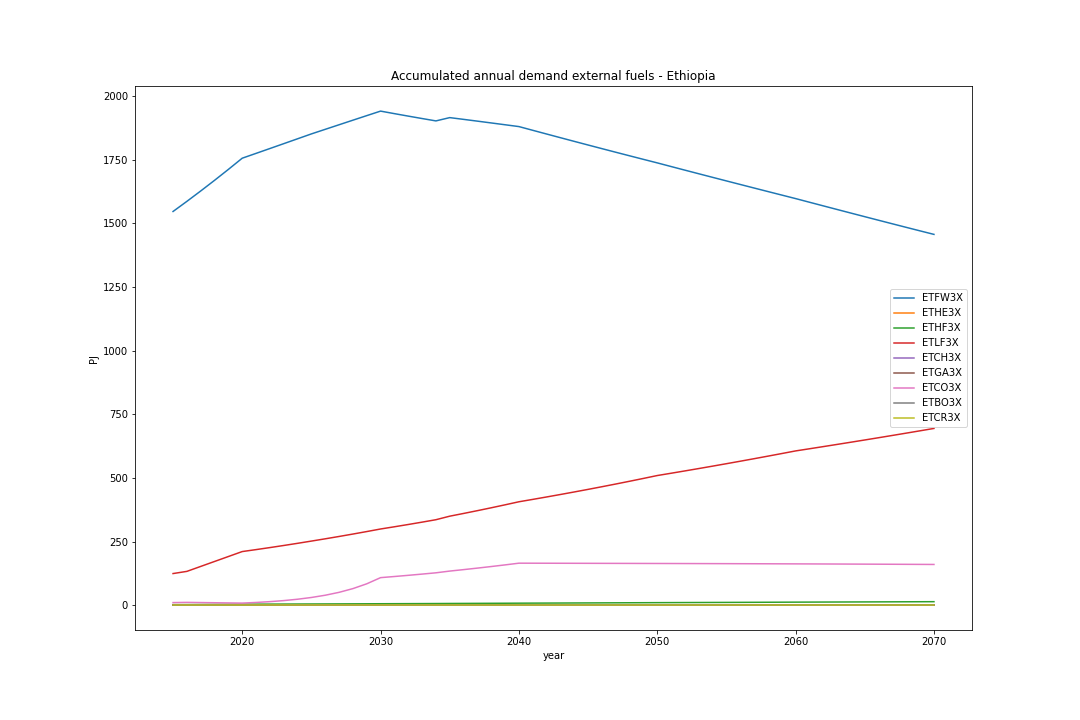 Accumulated annual demand external fuels - Ethiopia
2000
1750
1500
1250
1000
750
500
250
0
PJ
ETFW3X
ETHE3X
ETHF3X
ETLF3X
ETCH3X
ETGA3X
ETCO3X
ETBO3X
ETCR3X
2020 2030 2040 2050 2060 2070
year